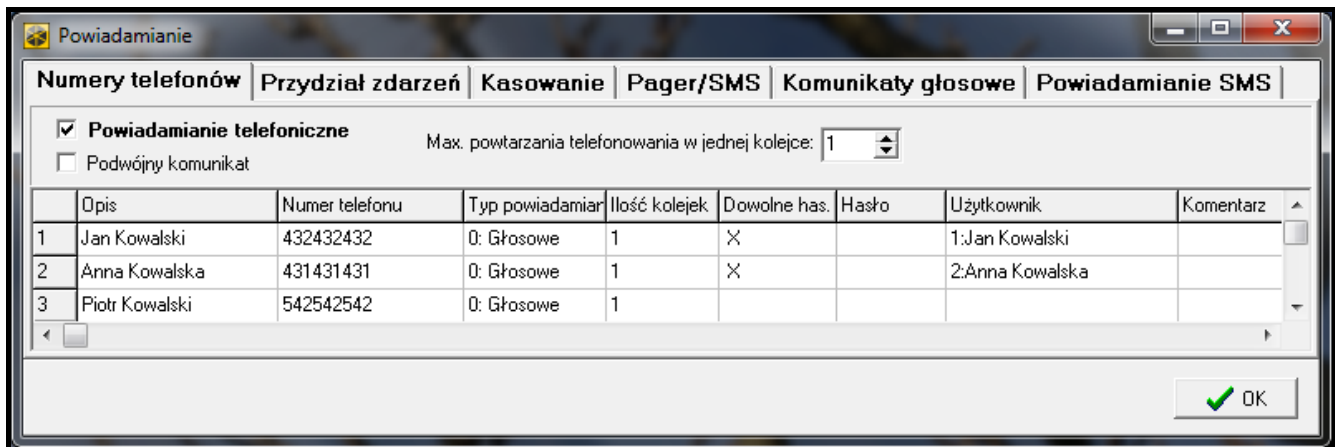 Powiadamianie
Numery telefonów Przydział zdarzeń Kasowanie Pager/SMS Komunikaty głosowe Powiadamianie SMS
Powiadamianie telefoniczne
Max. powtarzania telefonowania w jednej kolejce: 1
Podwójny komunikat
Opis Numer telefonu Typ powiadamiar Ilość kolejek Dowolne has. Hasło Użytkownik Komentarz
1 Jan Kowalski 432432432 0: Głosowe 1 X 1:Jan Kowalski
2 Anna Kowalska 431431431 0: Głosowe 1 X 2:Anna Kowalska
3 Piotr Kowalski 542542542 0: Głosowe 1
OK